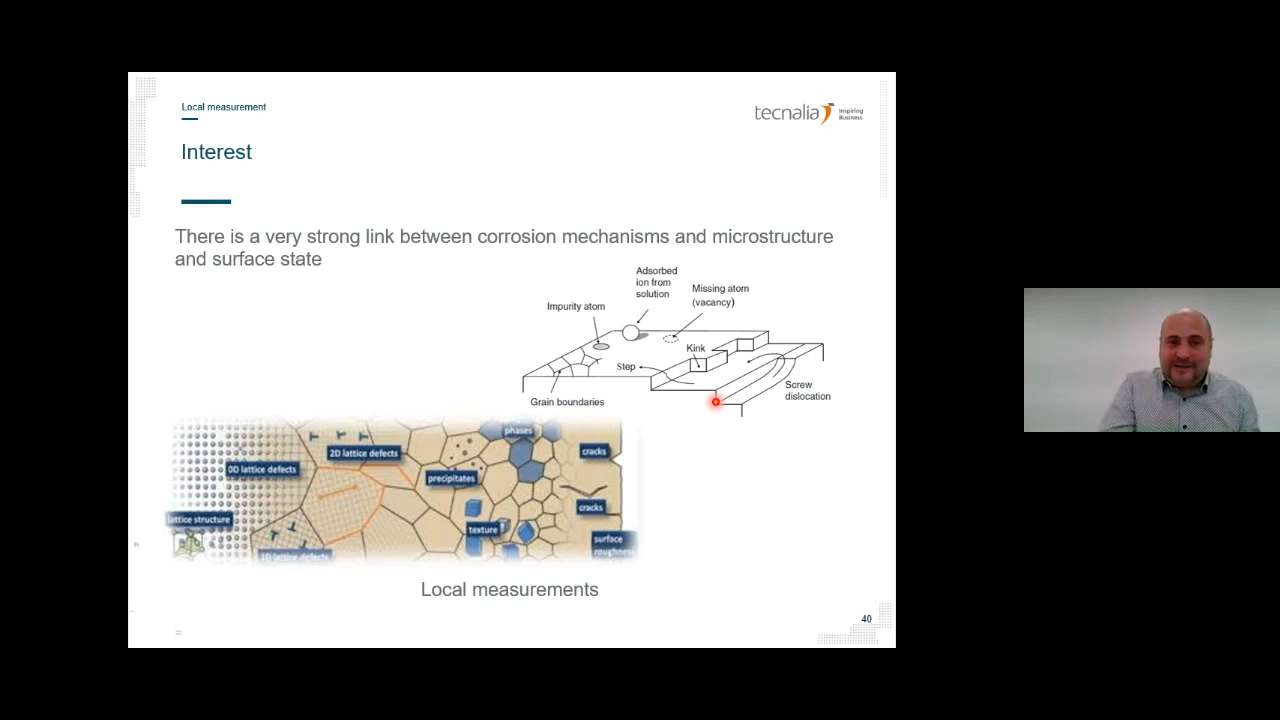 Local measurement
tecnalia
Inspiring
Business
Interest
There is a very strong link between corrosion mechanisms and microstructure
and surface state
Adsorbed
ion from
solution
Missing atom
(vacancy)
Impurity atom
Kink
Step
Screw
dislocation
Grain boundaries
phases
2D lattice defects
cracks
0D lattice defects
precipitates
cracks
lattice structure
texture
surface
roughness
1D lattice defects
Local measurements
40